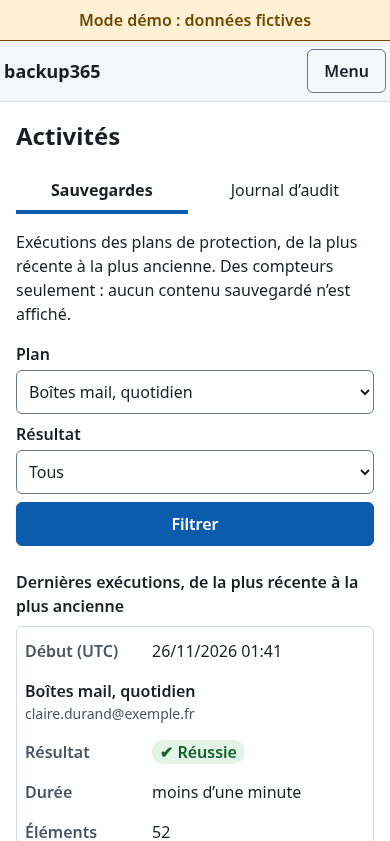 Mode démo : données fictives
backup365
Menu
Activités
Sauvegardes
Journal d’audit
Exécutions des plans de protection, de la plus
récente à la plus ancienne. Des compteurs
seulement : aucun contenu sauvegardé n’est
affiché.
Plan
Boîtes mail, quotidien
Résultat
Tous
Filtrer
Dernières exécutions, de la plus récente à la
plus ancienne
Début (UTC) 26/11/2026 01:41
Boîtes mail, quotidien
claire.durand@exemple.fr
Résultat ✔ Réussie
Durée moins d’une minute
Éléments 52